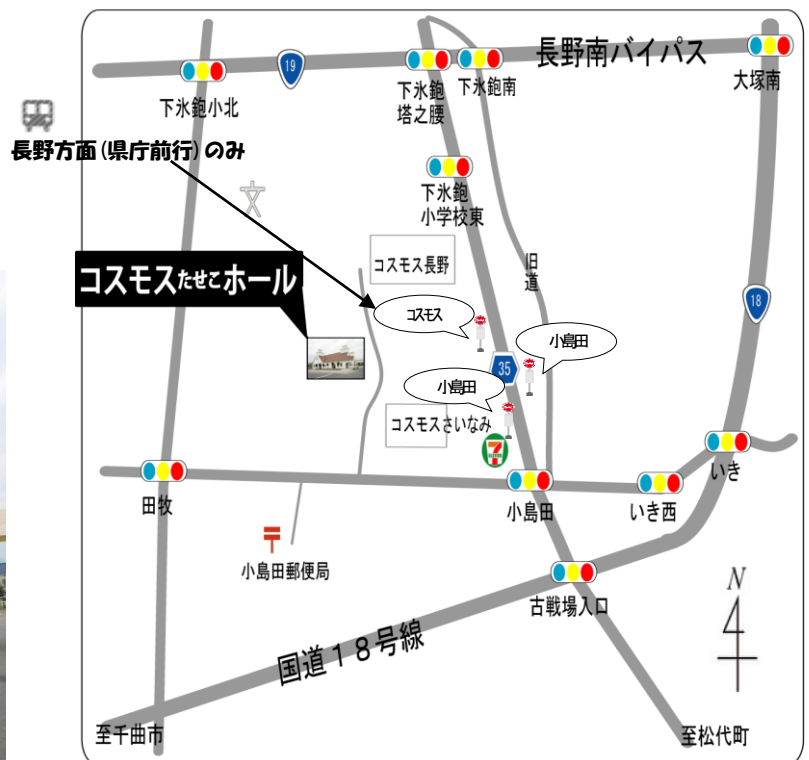 19
長野南バイパス
下氷鉋小北
下氷鉋
塔之腰
下氷鉋南
大塚南
長野方面(県庁前行)のみ
下氷鉋
小学校東
文
コスモス長野
旧
道
コスモスたせこホール
コスモス
18
小島田
35
小島田
コスモスさいなみ
7
田牧
小島田
いき西
いき
小島田郵便局
古戦場入口
N
国道18号線
至千曲市
至松代町